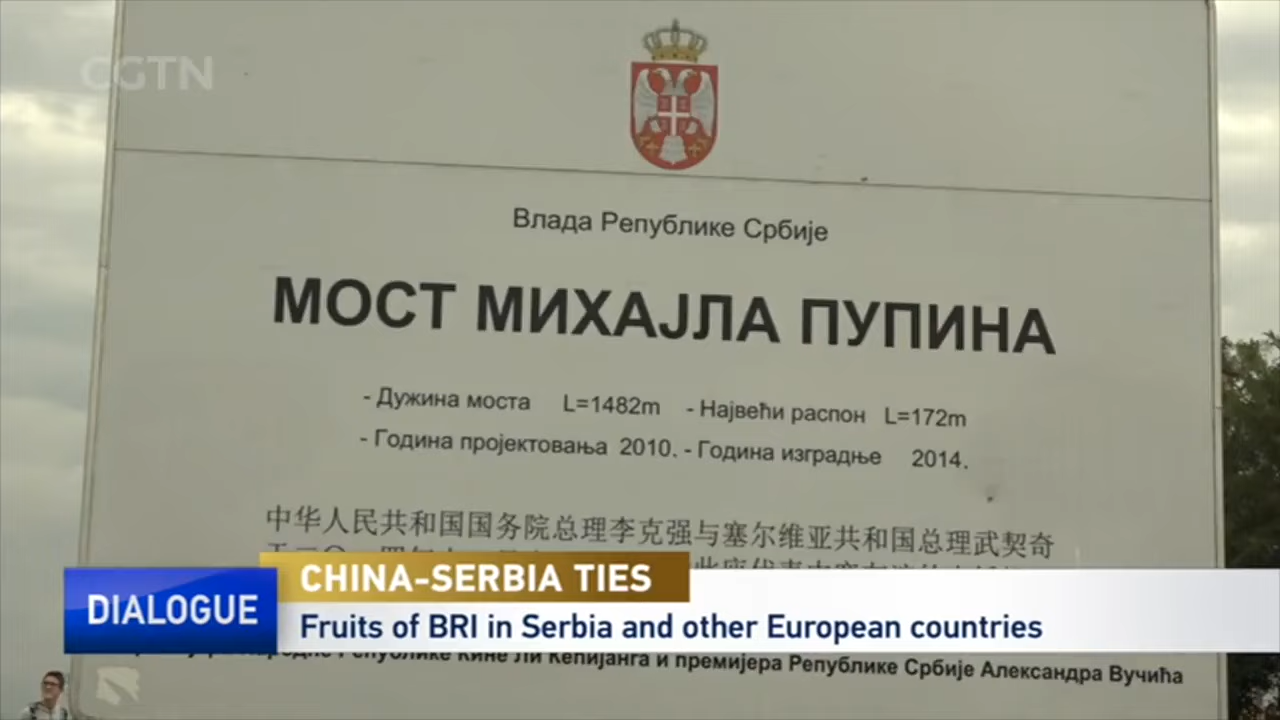 CGTN
Влада Републике Србије
МОСТ МИХАЈЛА ПУПИНА
- Дужина моста L=1482m - Највећи распон L=172m
- Година пројектовања 2010. - Година изградње 2014.
中华人民共和国国务院总理李克强与塞尔维亚共和国总理武契奇
CHINA-SERBIA TIES
DIALOGUE
Fruits of BRI in Serbia and other European countries
Републике Кине Ли Кећијанга и премијера Републике Србије Александра Вучића